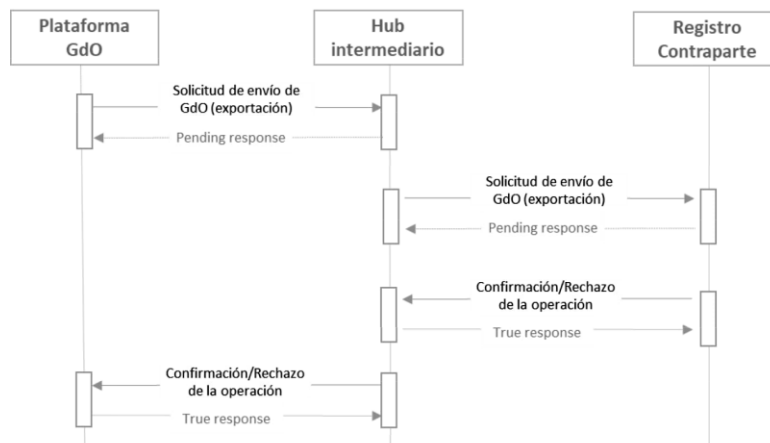 Plataforma
GdO
Hub
intermediario
Registro
Contraparte
Solicitud de envío de
GdO (exportación)
Pending response
Solicitud de envío de
GdO (exportación)
Pending response
Confirmación/Rechazo
de la operación
True response
Confirmación/Rechazo
de la operación
True response